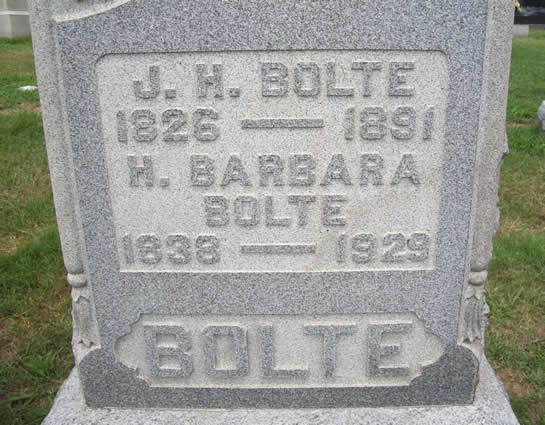 J. H. BOLTE
1826 — 1891
H. BARBARA
BOLTE
1838 — 1929
BOLTE